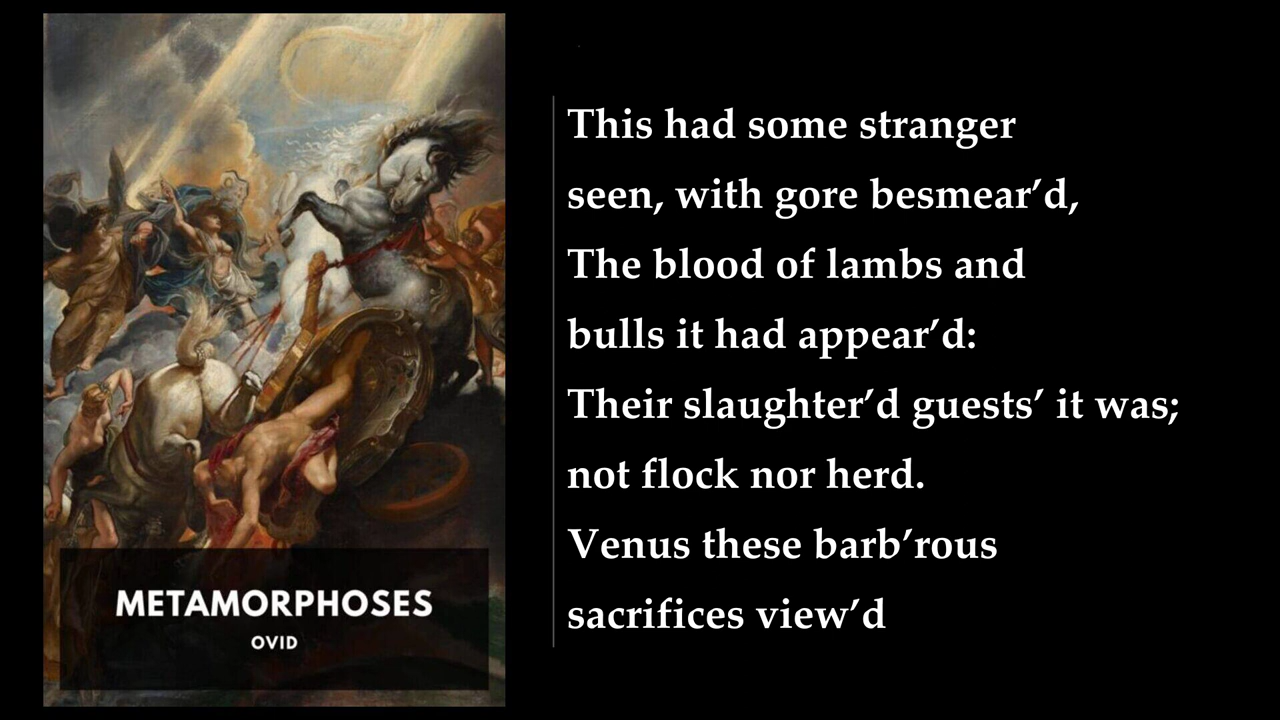 METAMORPHOSES
OVID
This had some stranger
seen, with gore besmear’d,
The blood of lambs and
bulls it had appear’d:
Their slaughter’d guests’ it was;
not flock nor herd.
Venus these barb’rous
sacrifices view’d